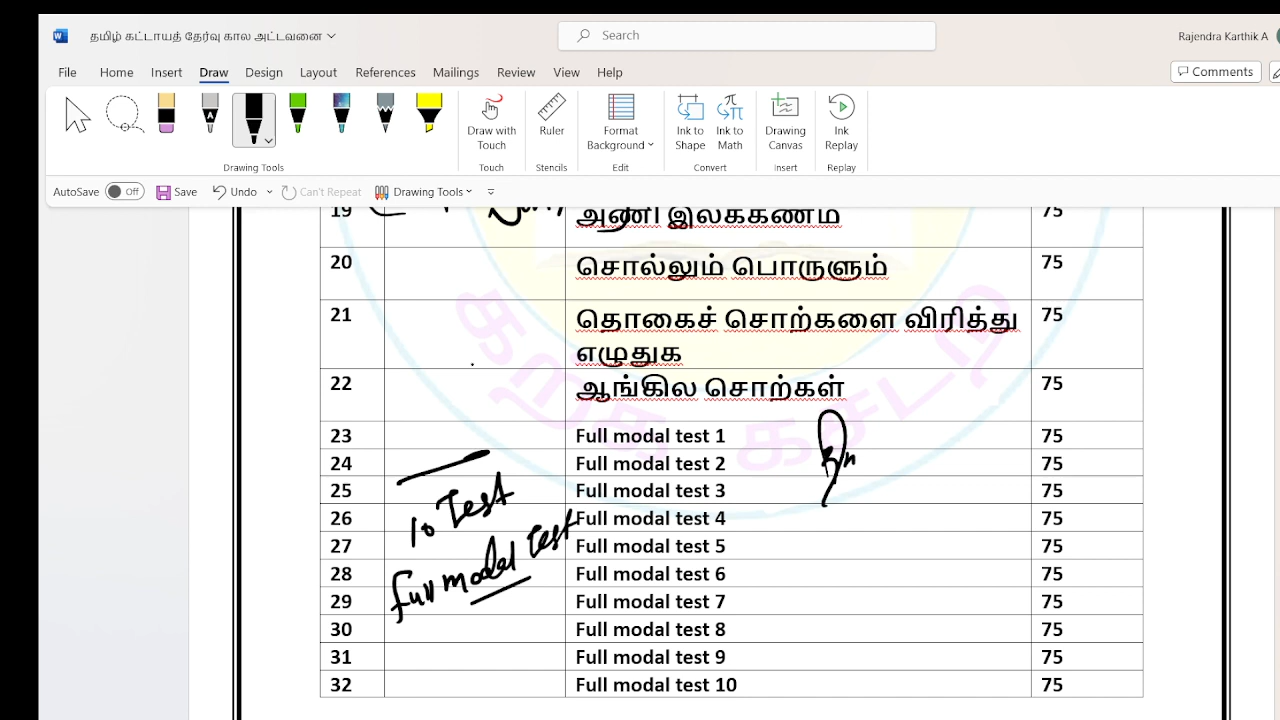 தமிழ் கட்டாயத் தேர்வு கால அட்டவனை
Search
Rajendra Karthik A
File Home Insert Draw Design Layout References Mailings Review View Help
Comments
Draw with Touch
Ruler
Format Background
Ink to Shape
Ink to Math
Drawing Canvas
Ink Replay
Drawing Tools Touch Stencils Edit Convert Insert Replay
AutoSave Off Save Undo Can't Repeat Drawing Tools
19 அணி இலக்கணம் 75
20 சொல்லும் பொருளும் 75
21 தொகைச் சொற்களை விரித்து 75
எழுதுக
22 ஆங்கில சொற்கள் 75
23 Full modal test 1 75
24 Full modal test 2 75
25 Full modal test 3 75
26 Full modal test 4 75
27 Full modal test 5 75
28 Full modal test 6 75
29 Full modal test 7 75
30 Full modal test 8 75
31 Full modal test 9 75
32 Full modal test 10 75
10 Test
full modal test
கற்க கசடற